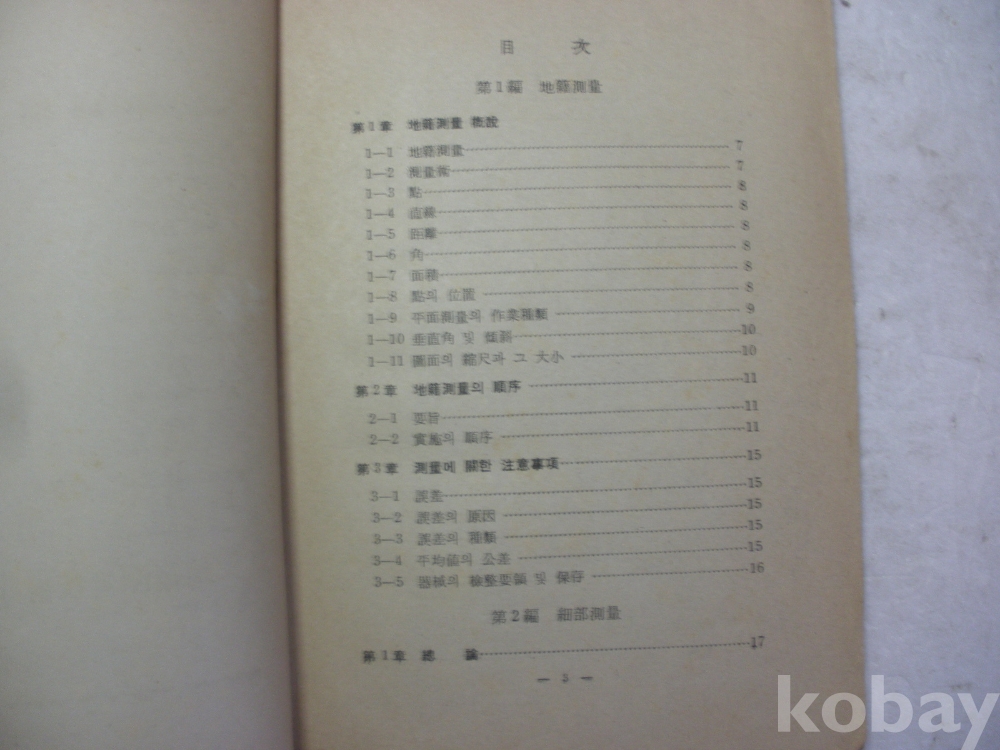 目 次
第1編 地籍測量
第1章 地籍測量 概說
1—1 地籍測量 7
1—2 測量術 7
1—3 點 8
1—4 直線 8
1—5 距離 8
1—6 角 8
1—7 面積 8
1—8 點의 位置 8
1—9 平面測量의 作業種類 9
1—10 垂直角 및 10
1—11 圖面의 縮尺과 그 大小 10
第2章 地籍測量의 順序 11
2—1 要旨 11
2—2 實施의 順序 11
第3章 測量에 關한 注意事項 15
3—1 誤差 15
3—2 誤差의 原因 15
3—3 誤差의 種類 15
3—4 平均値의 公差 15
3—5 器械의 檢整要領 및 保存 16
第2編 細部測量
第1章 總 論 17
— 5 —
kobay